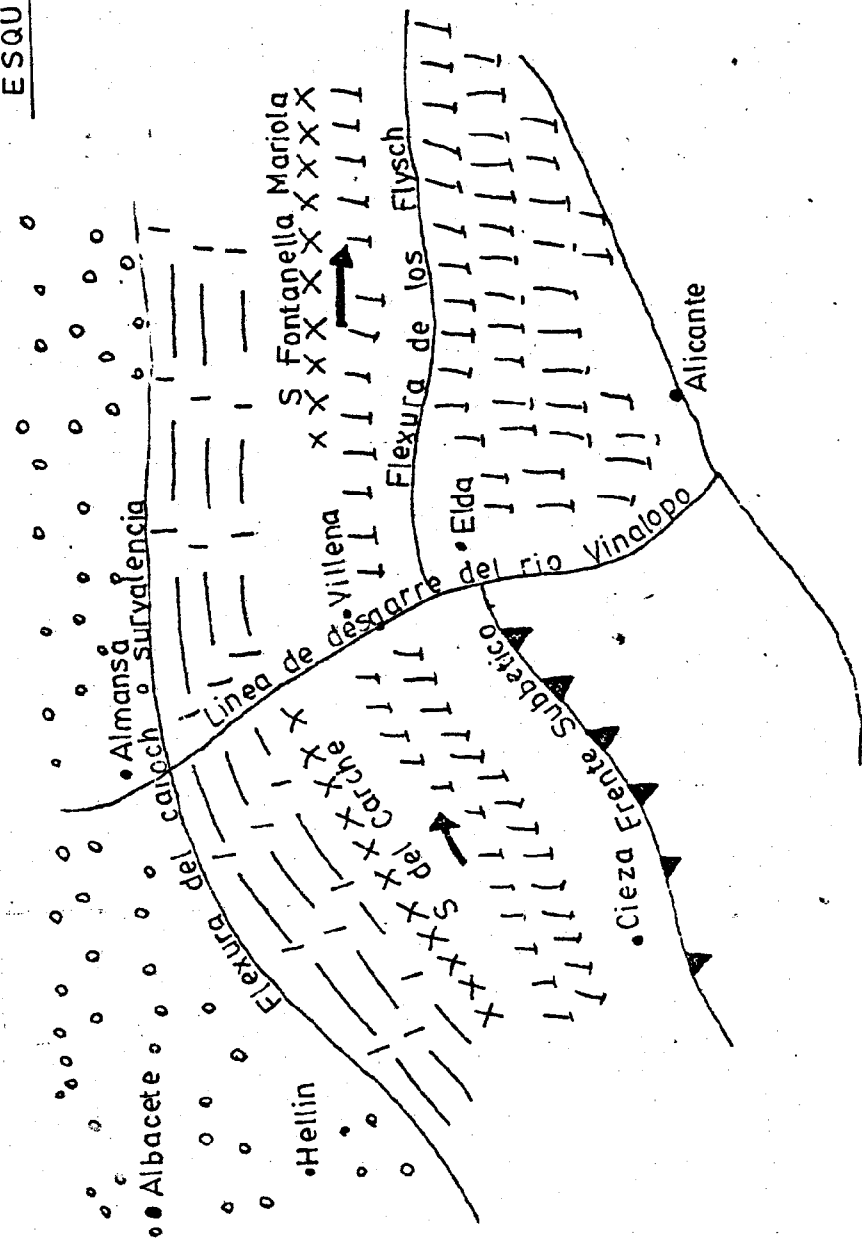 ESQU
S Fontanella Mariola
Flexura de los Flysch
Alicante
Elda
Villena
Linea de desgarre del rio Vinalopo
Almansa
Flexura del caroch survalencia
S del Carche
Frente Subbetico
Cieza
Albacete
Hellin